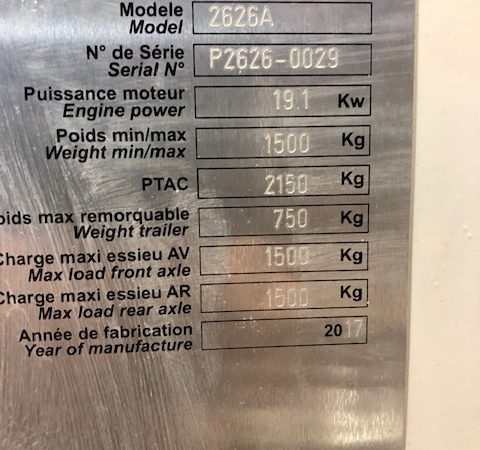 Modele
Model 2626A
N° de Série
Serial N° P2626-0029
Puissance moteur
Engine power 19.1 Kw
Poids min/max
Weight min/max 1500 Kg
PTAC 2150 Kg
oids max remorquable
Weight trailer 750 Kg
Charge maxi essieu AV
Max load front axle 1500 Kg
Charge maxi essieu AR
Max load rear axle 1500 Kg
Année de fabrication
Year of manufacture 2017